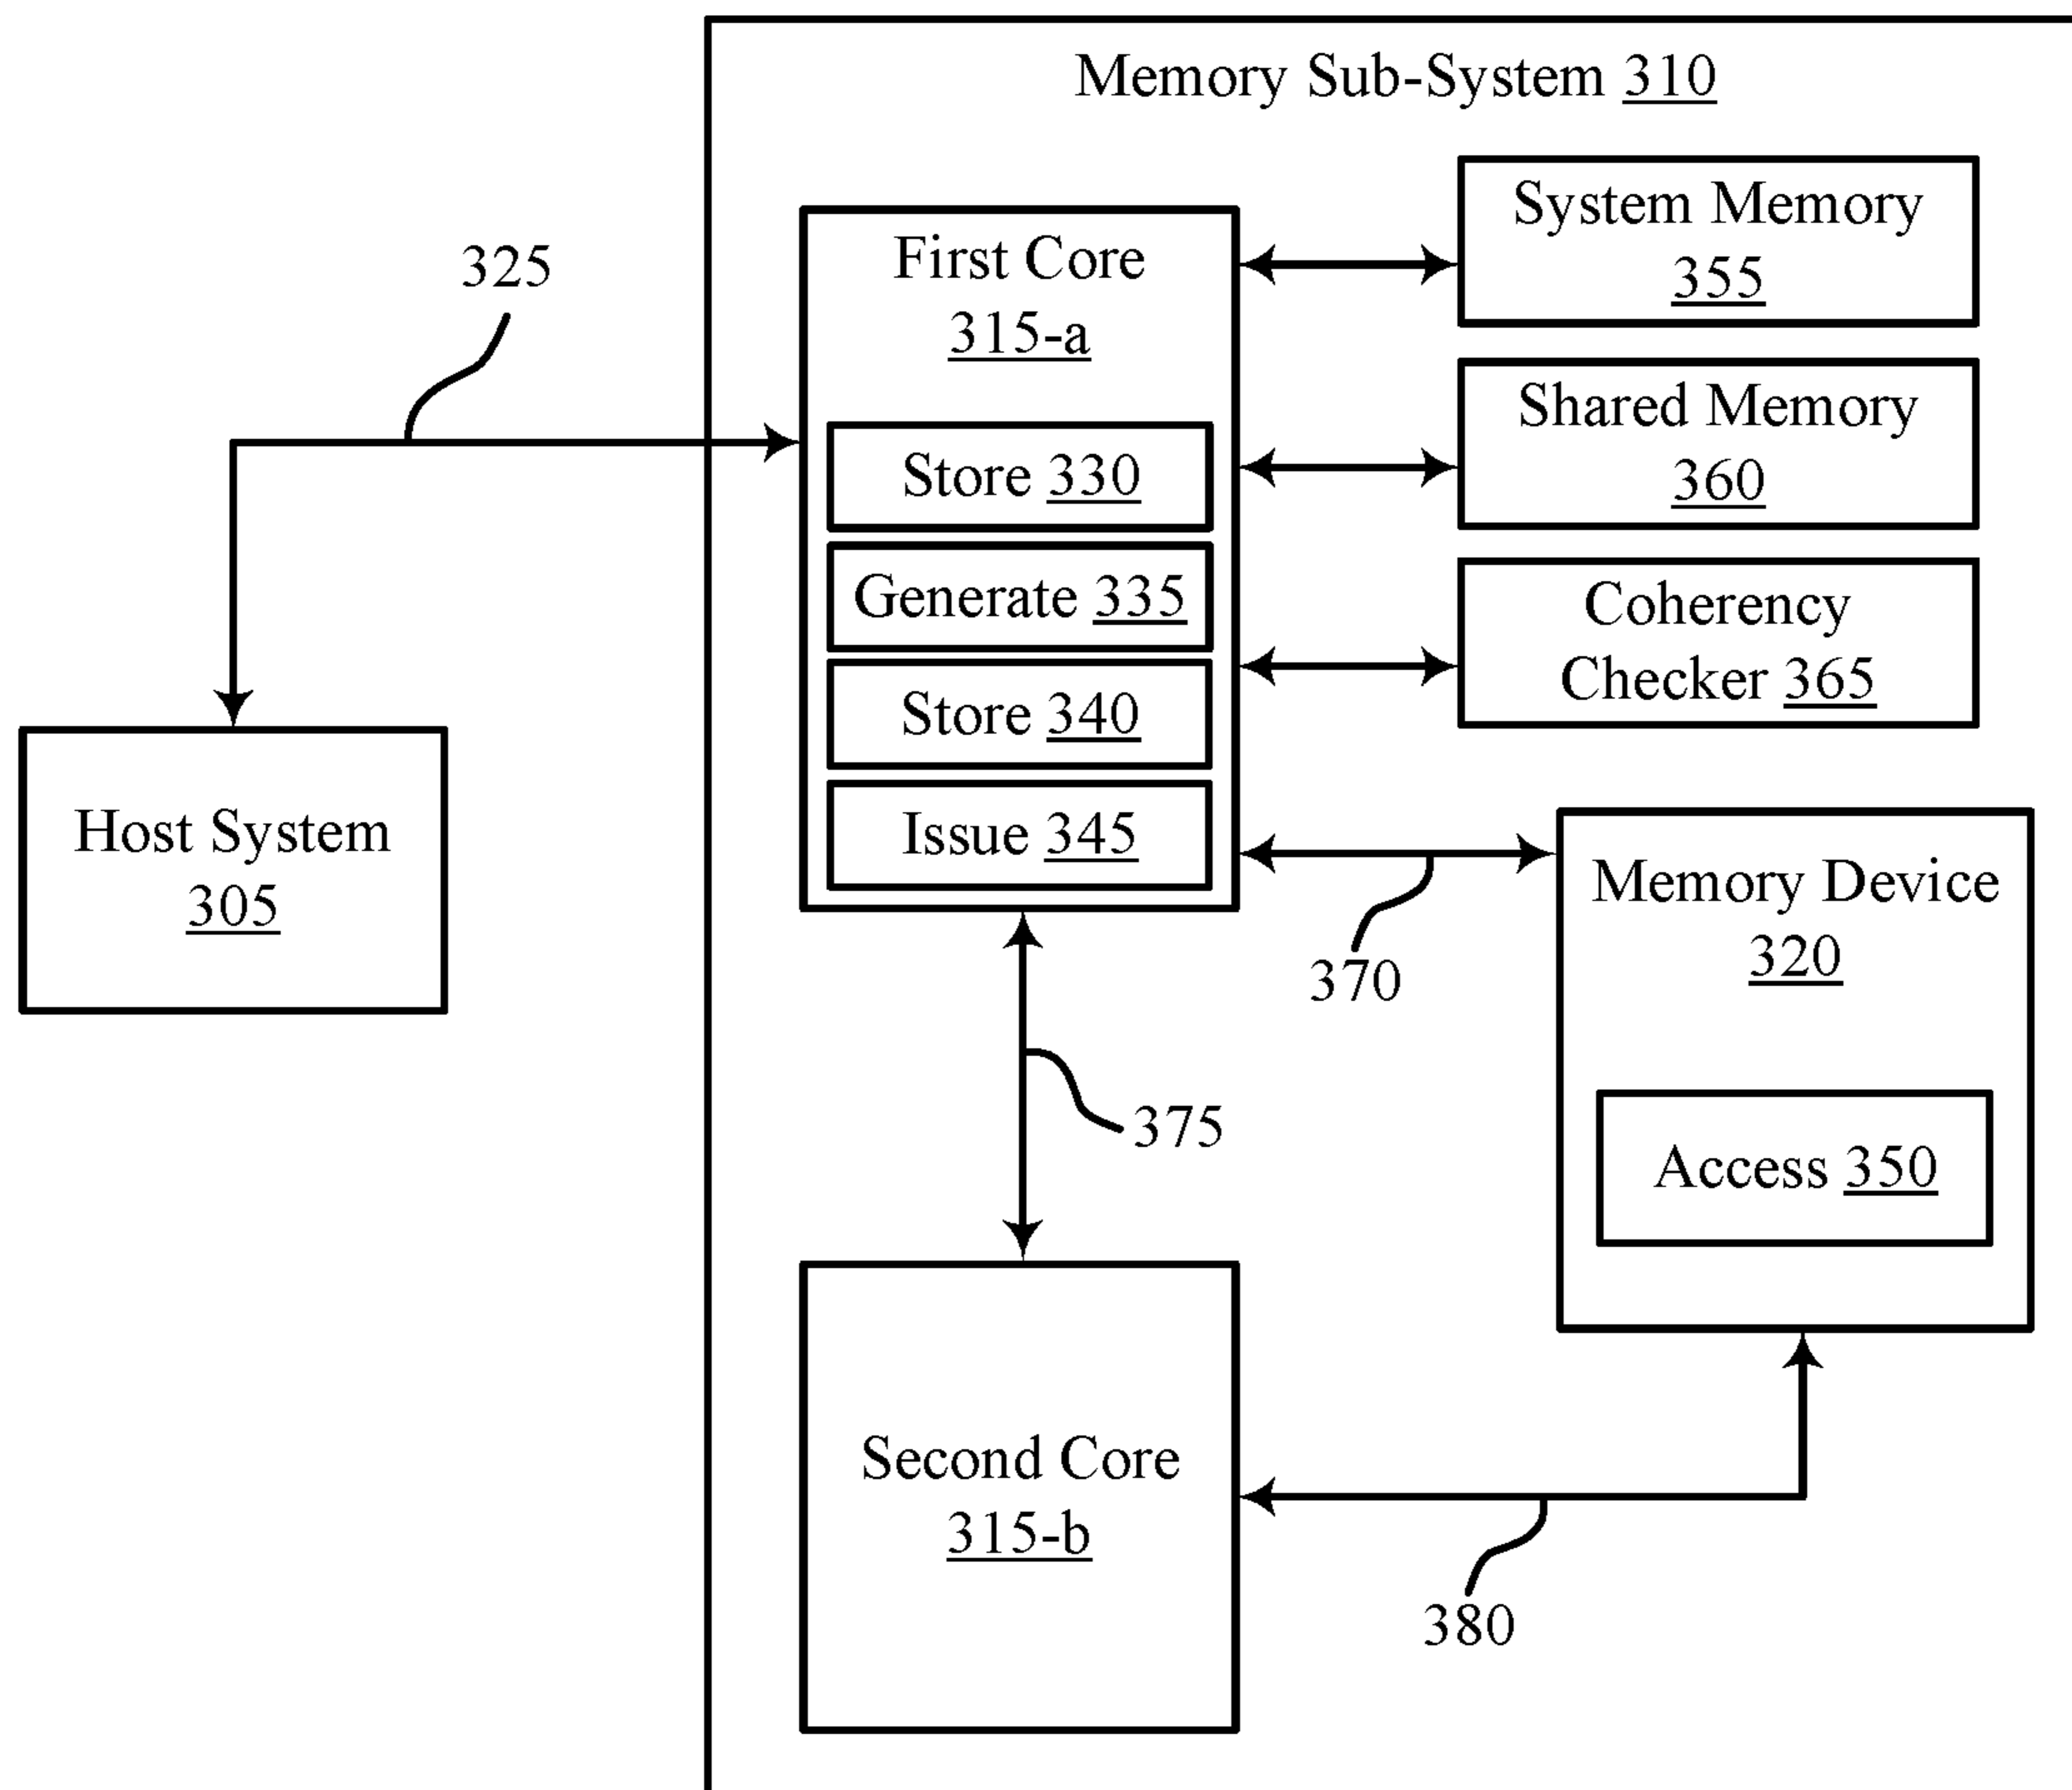 Memory Sub-System 310
System Memory
355
First Core
315-a
325
Shared Memory
360
Store 330
Generate 335
Coherency
Checker 365
Store 340
Issue 345
Host System
305
Memory Device
320
370
375
Access 350
Second Core
315-b
380